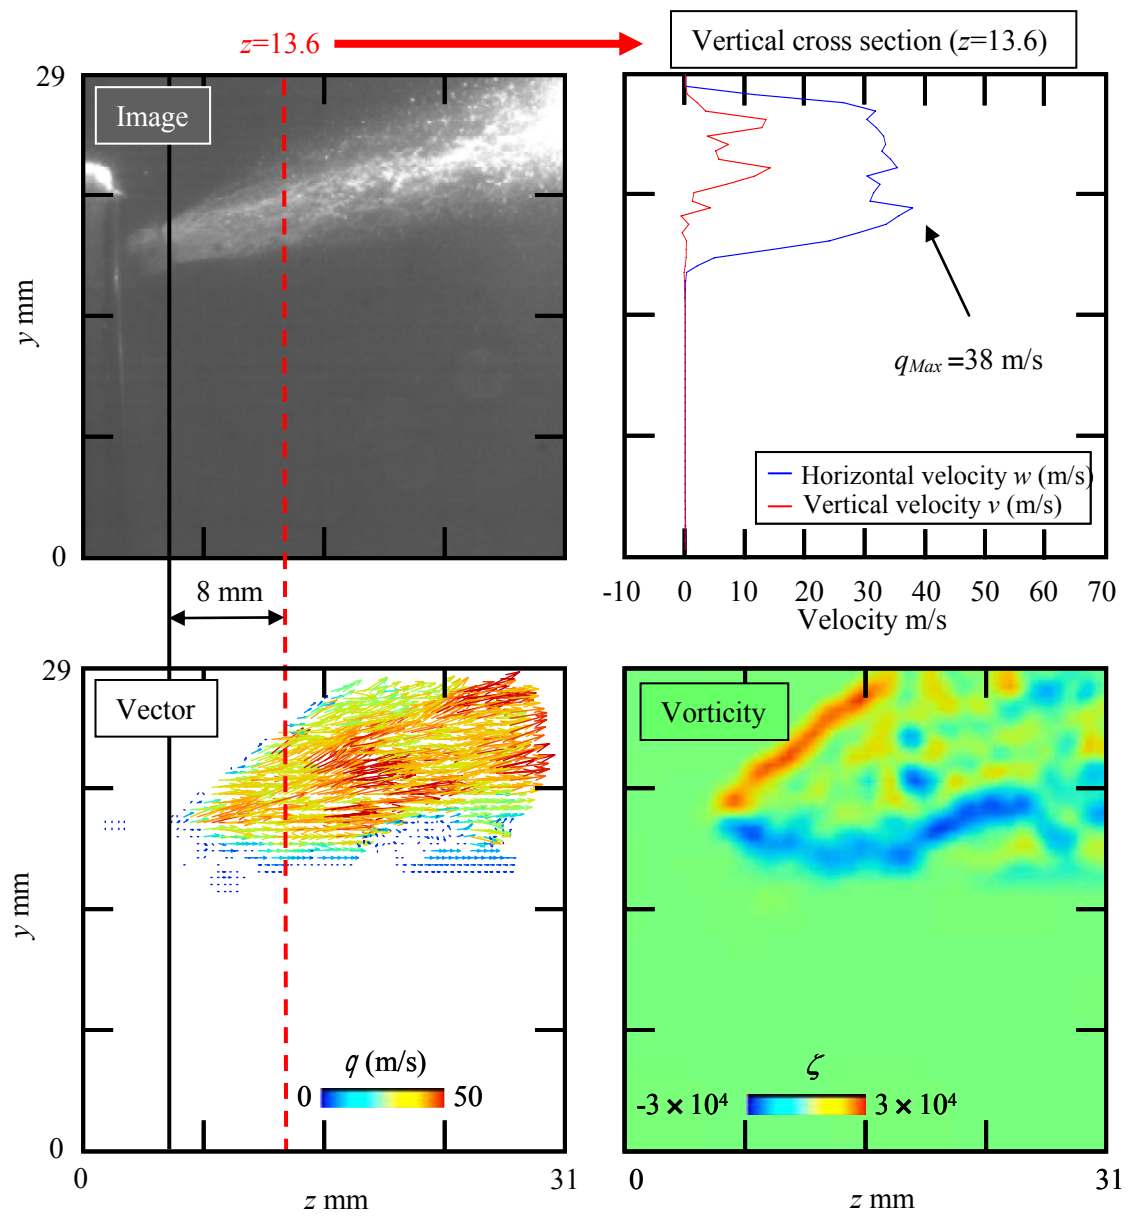 z=13.6
Vertical cross section (z=13.6)
29
Image
y mm
0
qMax =38 m/s
Horizontal velocity w (m/s)
Vertical velocity v (m/s)
-10 0 10 20 30 40 50 60 70
Velocity m/s
8 mm
29
Vector
Vorticity
y mm
q (m/s)
0 50
ζ
-3 × 10⁴ 3 × 10⁴
0
0 31
z mm
0 31
z mm